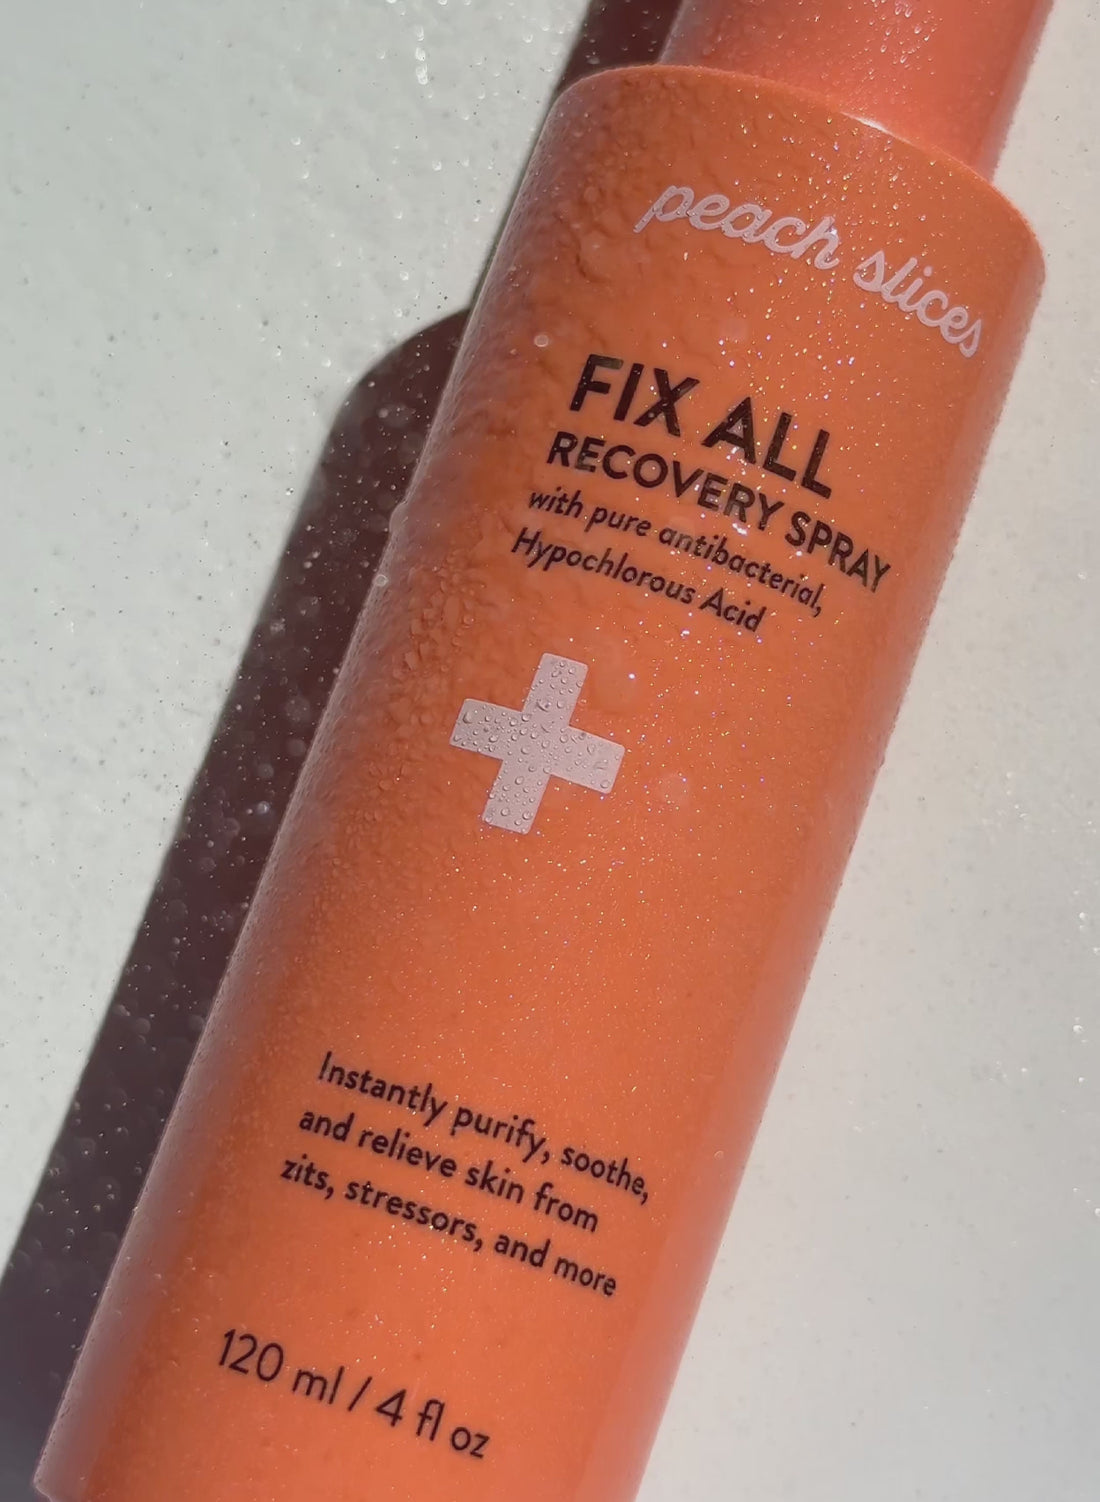 peach slices
FIX ALL
RECOVERY SPRAY
with pure antibacterial,
Hypochlorous Acid
Instantly purify, soothe,
and relieve skin from
zits, stressors, and more
120 ml / 4 fl oz